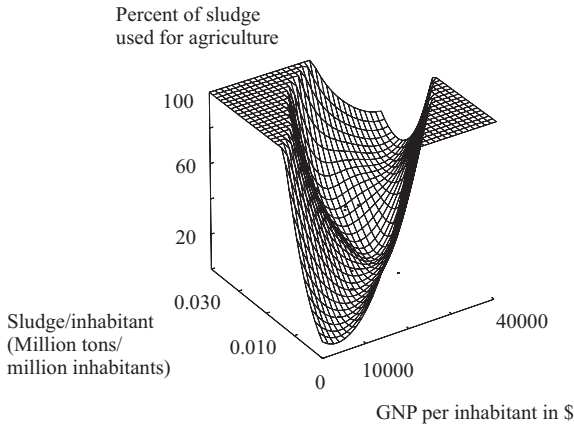 Percent of sludge
used for agriculture
100
60
20
0.030
Sludge/inhabitant
(Million tons/
million inhabitants)
0.010
0
10000
40000
GNP per inhabitant in $